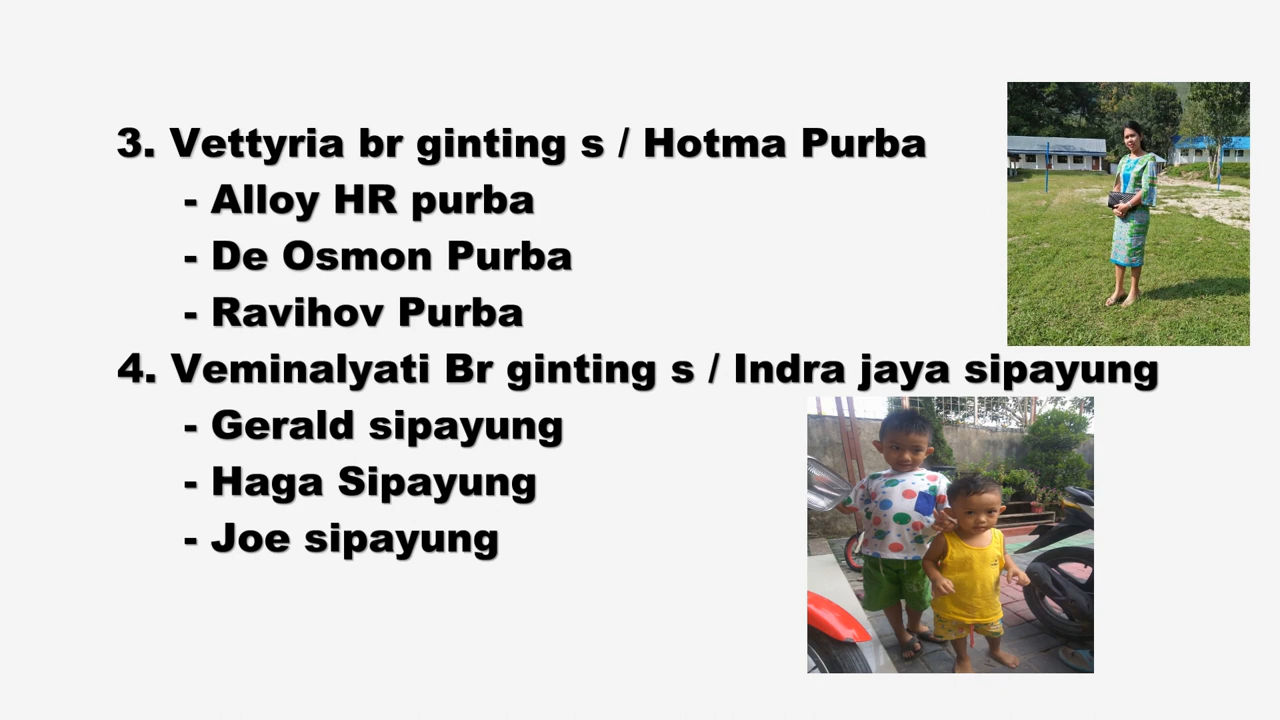 3. Vettyria br ginting s / Hotma Purba
- Alloy HR purba
- De Osmon Purba
- Ravihov Purba
4. Veminalyati Br ginting s / Indra jaya sipayung
- Gerald sipayung
- Haga Sipayung
- Joe sipayung